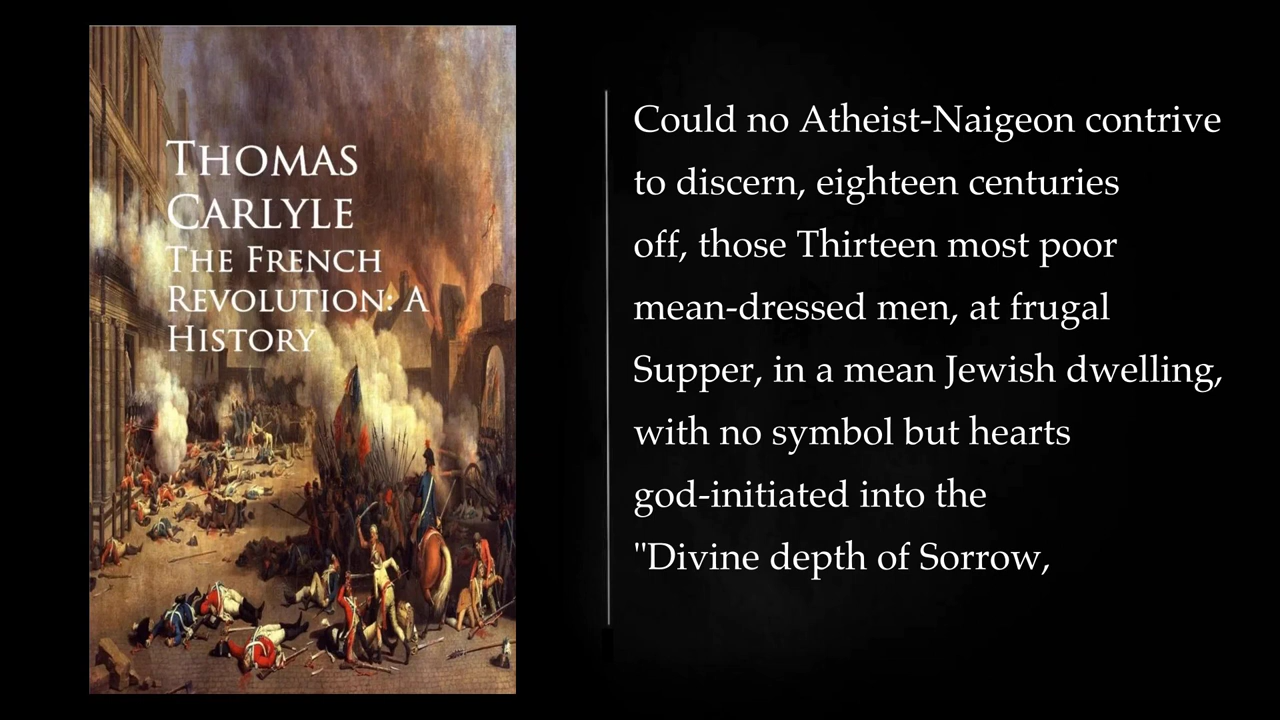 THOMAS
CARLYLE
THE FRENCH
REVOLUTION: A
HISTORY
Could no Atheist-Naigeon contrive
to discern, eighteen centuries
off, those Thirteen most poor
mean-dressed men, at frugal
Supper, in a mean Jewish dwelling,
with no symbol but hearts
god-initiated into the
"Divine depth of Sorrow,